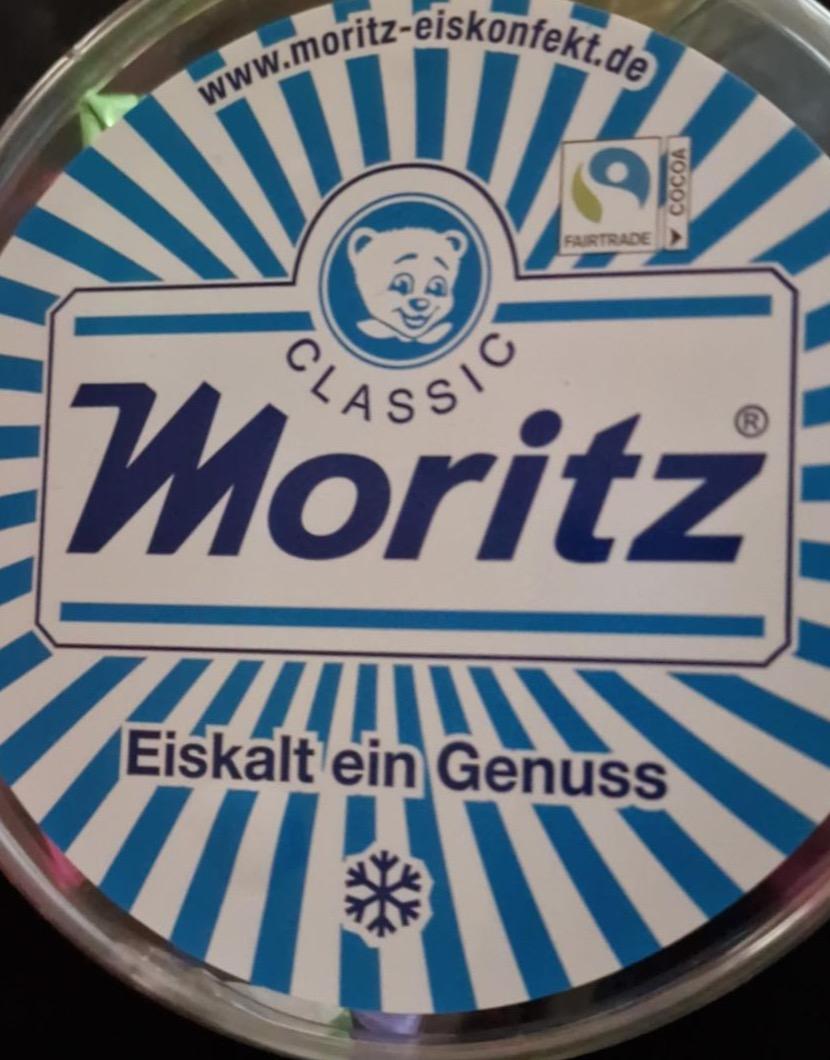 www.moritz-eiskonfekt.de
FAIRTRADE
COCOA
CLASSIC
Moritz®
Eiskalt ein Genuss